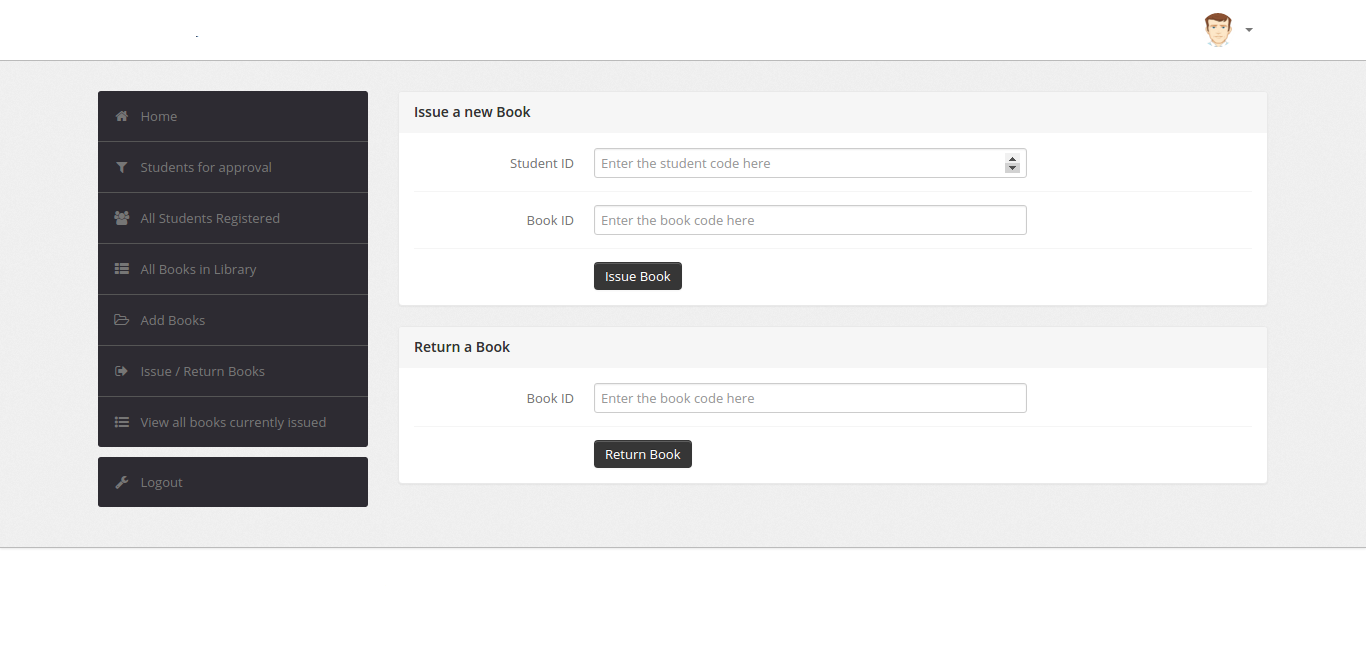 Home
Students for approval
All Students Registered
All Books in Library
Add Books
Issue / Return Books
View all books currently issued
Logout
Issue a new Book
Student ID
Enter the student code here
Book ID
Enter the book code here
Issue Book
Return a Book
Book ID
Enter the book code here
Return Book